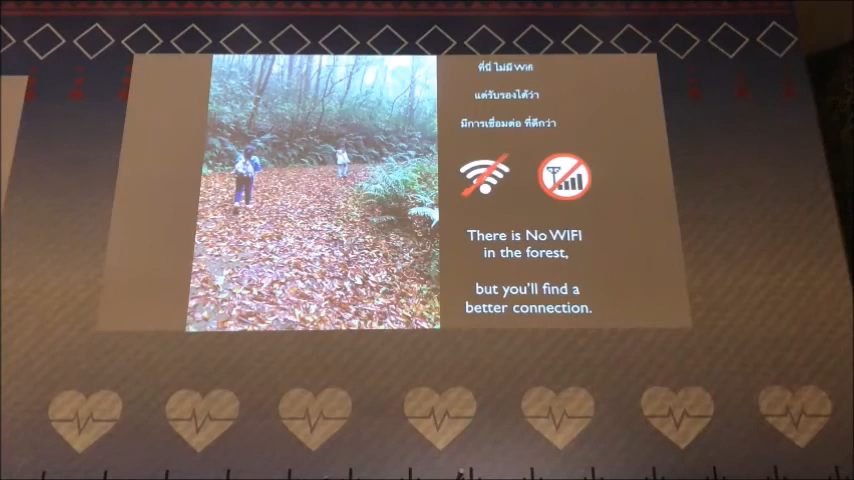 ที่นี่ ไม่มี Wifi
แต่รับรองได้ว่า
มีการเชื่อมต่อ ที่ดีกว่า
There is No WIFI
in the forest,
but you'll find a
better connection.